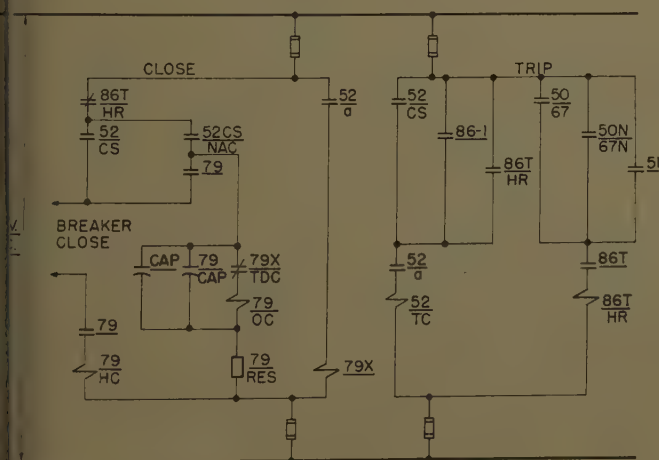 CLOSE
TRIP
86T
HR
52
CS
52CS
NAC
79
52
a
52
CS
86-1
86T
HR
50
67
50N
67N
BREAKER
CLOSE
CAP
79
CAP
79X
TDC
79
OC
79
79
HC
79
RES
79X
52
a
52
TC
86T
86T
HR